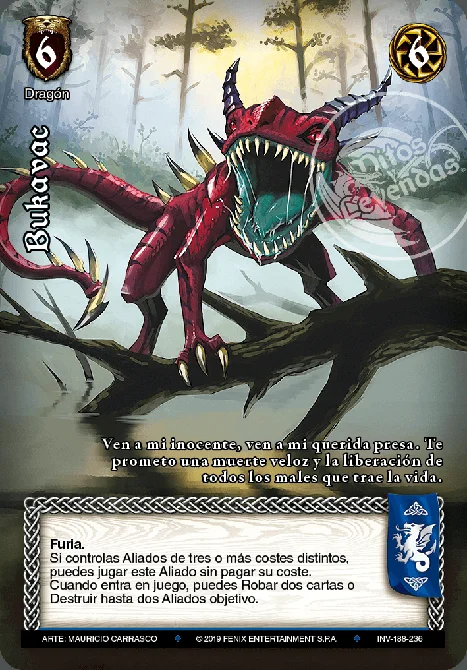 6
6
Dragón
Bukavac
Mitos
Leyendas
Ven a mi inocente, ven a mi querida presa. Te
prometo una muerte veloz y la liberación de
todos los males que trae la vida.
Furia.
Si controlas Aliados de tres o más costes distintos,
puedes jugar este Aliado sin pagar su coste.
Cuando entra en juego, puedes Robar dos cartas o
Destruir hasta dos Aliados objetivo.
ARTE: MAURICIO CARRASCO © 2019 FENIX ENTERTAINMENT S.P.A. INV-188-236